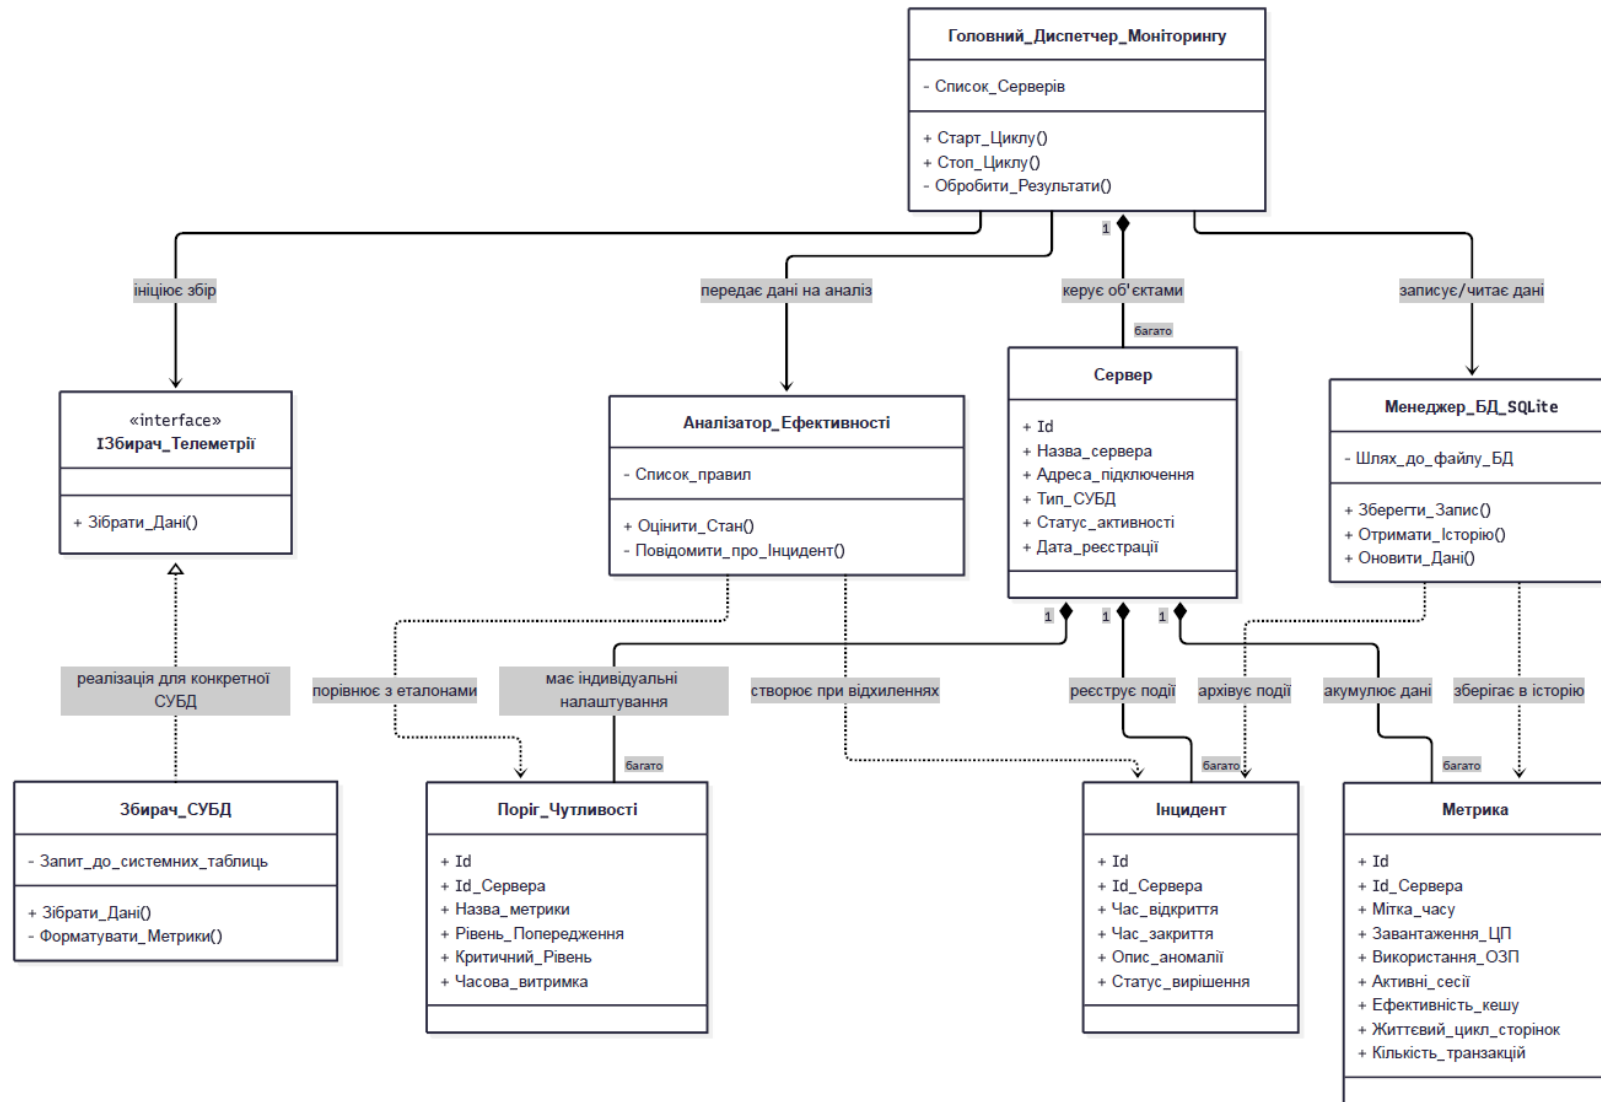 Головний_Диспетчер_Моніторингу
- Список_Серверів
+ Старт_Циклу()
+ Стоп_Циклу()
- Обробити_Результати()
1
ініціює збір
передає дані на аналіз
керує об'єктами
записує/читає дані
багато
«interface»
ІЗбирач_Телеметрії
+ Зібрати_Дані()
Аналізатор_Ефективності
- Список_правил
+ Оцінити_Стан()
- Повідомити_про_Інцидент()
Сервер
+ Id
+ Назва_сервера
+ Адреса_підключення
+ Тип_СУБД
+ Статус_активності
+ Дата_реєстрації
Менеджер_БД_SQLite
- Шлях_до_файлу_БД
+ Зберегти_Запис()
+ Отримати_Історію()
+ Оновити_Дані()
1
1
1
реалізація для конкретної
СУБД
порівнює з еталонами
має індивідуальні
налаштування
створює при відхиленнях
реєструє події
архівує події
акумулює дані
зберігає в історію
багато
багато
багато
Збирач_СУБД
- Запит_до_системних_таблиць
+ Зібрати_Дані()
- Форматувати_Метрики()
Поріг_Чутливості
+ Id
+ Id_Сервера
+ Назва_метрики
+ Рівень_Попередження
+ Критичний_Рівень
+ Часова_витримка
Інцидент
+ Id
+ Id_Сервера
+ Час_відкриття
+ Час_закриття
+ Опис_аномалії
+ Статус_вирішення
Метрика
+ Id
+ Id_Сервера
+ Мітка_часу
+ Завантаження_ЦП
+ Використання_ОЗП
+ Активні_сесії
+ Ефективність_кешу
+ Життєвий_цикл_сторінок
+ Кількість_транзакцій